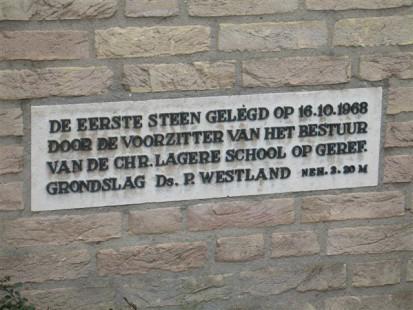 DE EERSTE STEEN GELEGD OP 16.10.1968
DOOR DE VOORZITTER VAN HET BESTUUR
VAN DE CHR. LAGERE SCHOOL OP GEREF.
GRONDSLAG Ds. P. WESTLAND NEH. 2. 20 M